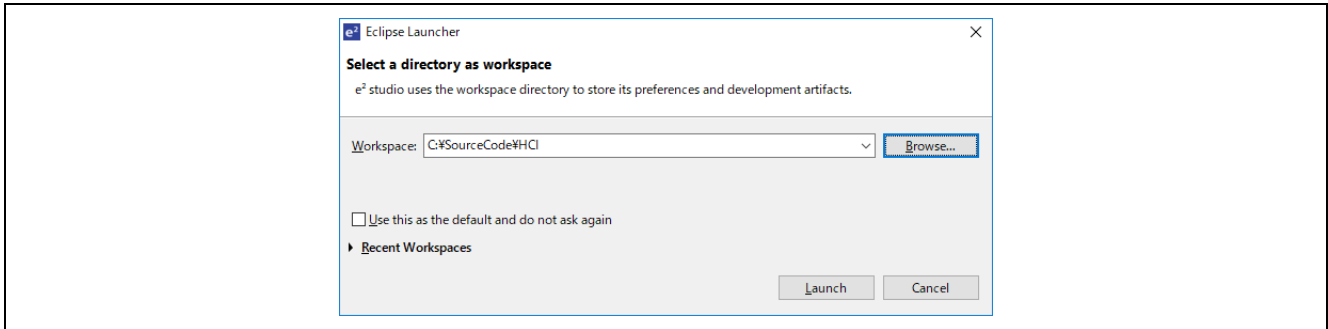 e² Eclipse Launcher
Select a directory as workspace
e² studio uses the workspace directory to store its preferences and development artifacts.
Workspace: C:¥SourceCode¥HCI Browse...
Use this as the default and do not ask again
Recent Workspaces
Launch Cancel